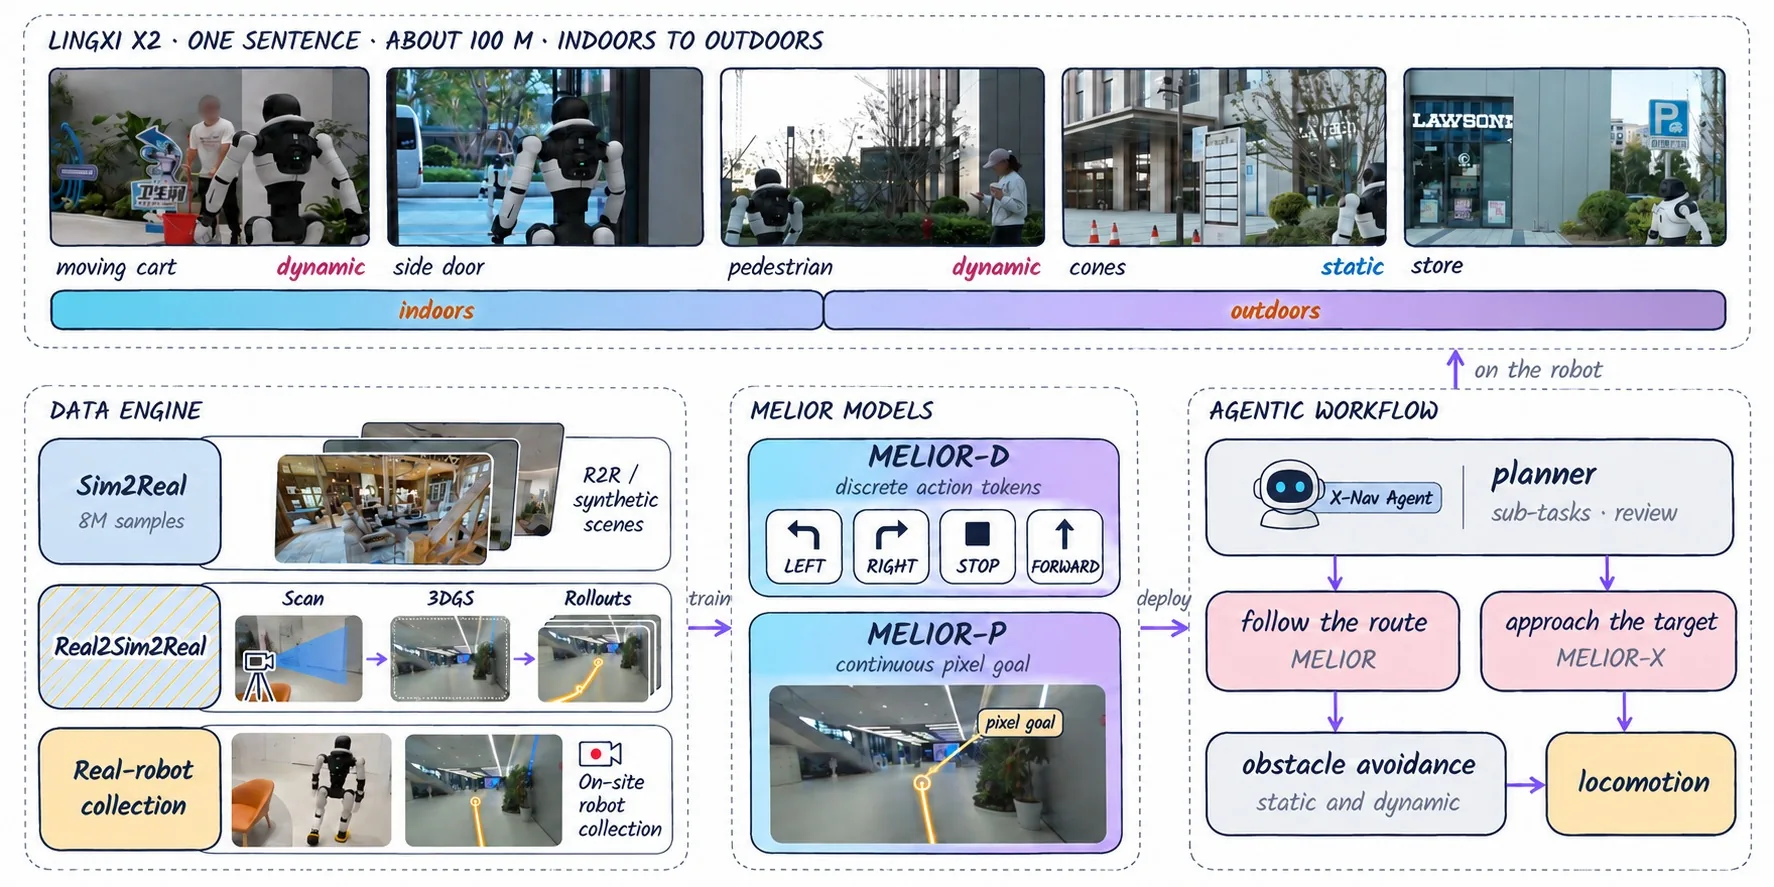 LINGXI X2 · ONE SENTENCE · ABOUT 100 M · INDOORS TO OUTDOORS
卫生间
LAWSON
P
moving cart
dynamic
side door
pedestrian
dynamic
cones
static
store
indoors
outdoors
on the robot
DATA ENGINE
Sim2Real
8M samples
R2R /
synthetic
scenes
Real2Sim2Real
Scan
3DGS
Rollouts
Real-robot
collection
On-site
robot
collection
train
MELIOR MODELS
MELIOR-D
discrete action tokens
LEFT
RIGHT
STOP
FORWARD
MELIOR-P
continuous pixel goal
pixel goal
deploy
AGENTIC WORKFLOW
X-Nav Agent
planner
sub-tasks · review
follow the route
MELIOR
approach the target
MELIOR-X
obstacle avoidance
static and dynamic
locomotion